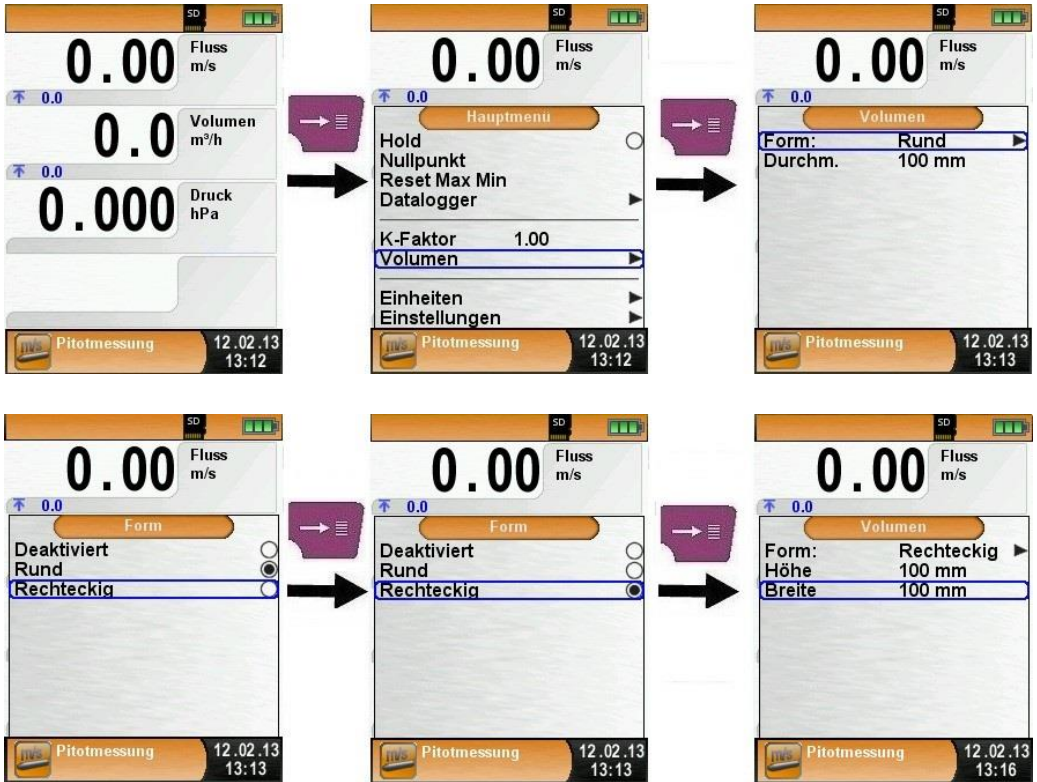 SD
0.00 Fluss m/s
0.0
0.0 Volumen m³/h
0.0
0.000 Druck hPa
m/s Pitotmessung 12.02.13 13:12
SD
0.00 Fluss m/s
0.0
Hauptmenü
Hold
Nullpunkt
Reset Max Min
Datalogger
K-Faktor 1.00
Volumen
Einheiten
Einstellungen
m/s Pitotmessung 12.02.13 13:12
SD
0.00 Fluss m/s
0.0
Volumen
Form: Rund
Durchm. 100 mm
m/s Pitotmessung 12.02.13 13:13
SD
0.00 Fluss m/s
0.0
Form
Deaktiviert
Rund
Rechteckig
m/s Pitotmessung 12.02.13 13:13
SD
0.00 Fluss m/s
0.0
Form
Deaktiviert
Rund
Rechteckig
m/s Pitotmessung 12.02.13 13:13
SD
0.00 Fluss m/s
0.0
Volumen
Form: Rechteckig
Höhe 100 mm
Breite 100 mm
m/s Pitotmessung 12.02.13 13:16